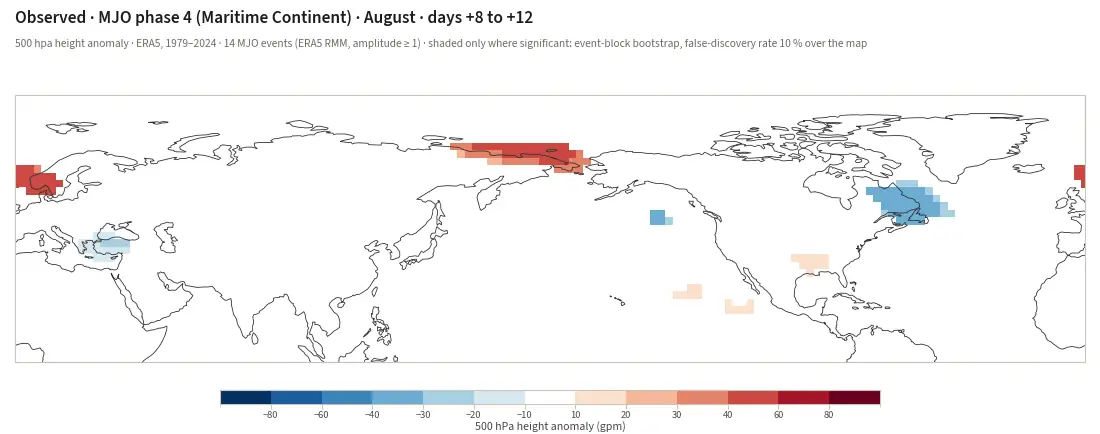 Observed · MJO phase 4 (Maritime Continent) · August · days +8 to +12
500 hpa height anomaly · ERA5, 1979–2024 · 14 MJO events (ERA5 RMM, amplitude ≥ 1) · shaded only where significant: event-block bootstrap, false-discovery rate 10 % over the map
−80 −60 −40 −30 −20 −10 10 20 30 40 60 80
500 hPa height anomaly (gpm)